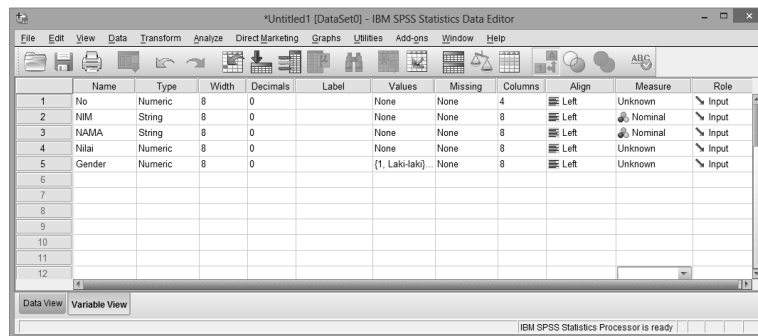 *Untitled1 [DataSet0] - IBM SPSS Statistics Data Editor
File Edit View Data Transform Analyze Direct Marketing Graphs Utilities Add-ons Window Help
Name Type Width Decimals Label Values Missing Columns Align Measure Role
1 No Numeric 8 0 None None 4 Left Unknown Input
2 NIM String 8 0 None None 8 Left Nominal Input
3 NAMA String 8 0 None None 8 Left Nominal Input
4 Nilai Numeric 8 0 None None 8 Left Unknown Input
5 Gender Numeric 8 0 {1, Laki-laki}... None 8 Left Unknown Input
6
7
8
9
10
11
12
Data View Variable View
IBM SPSS Statistics Processor is ready